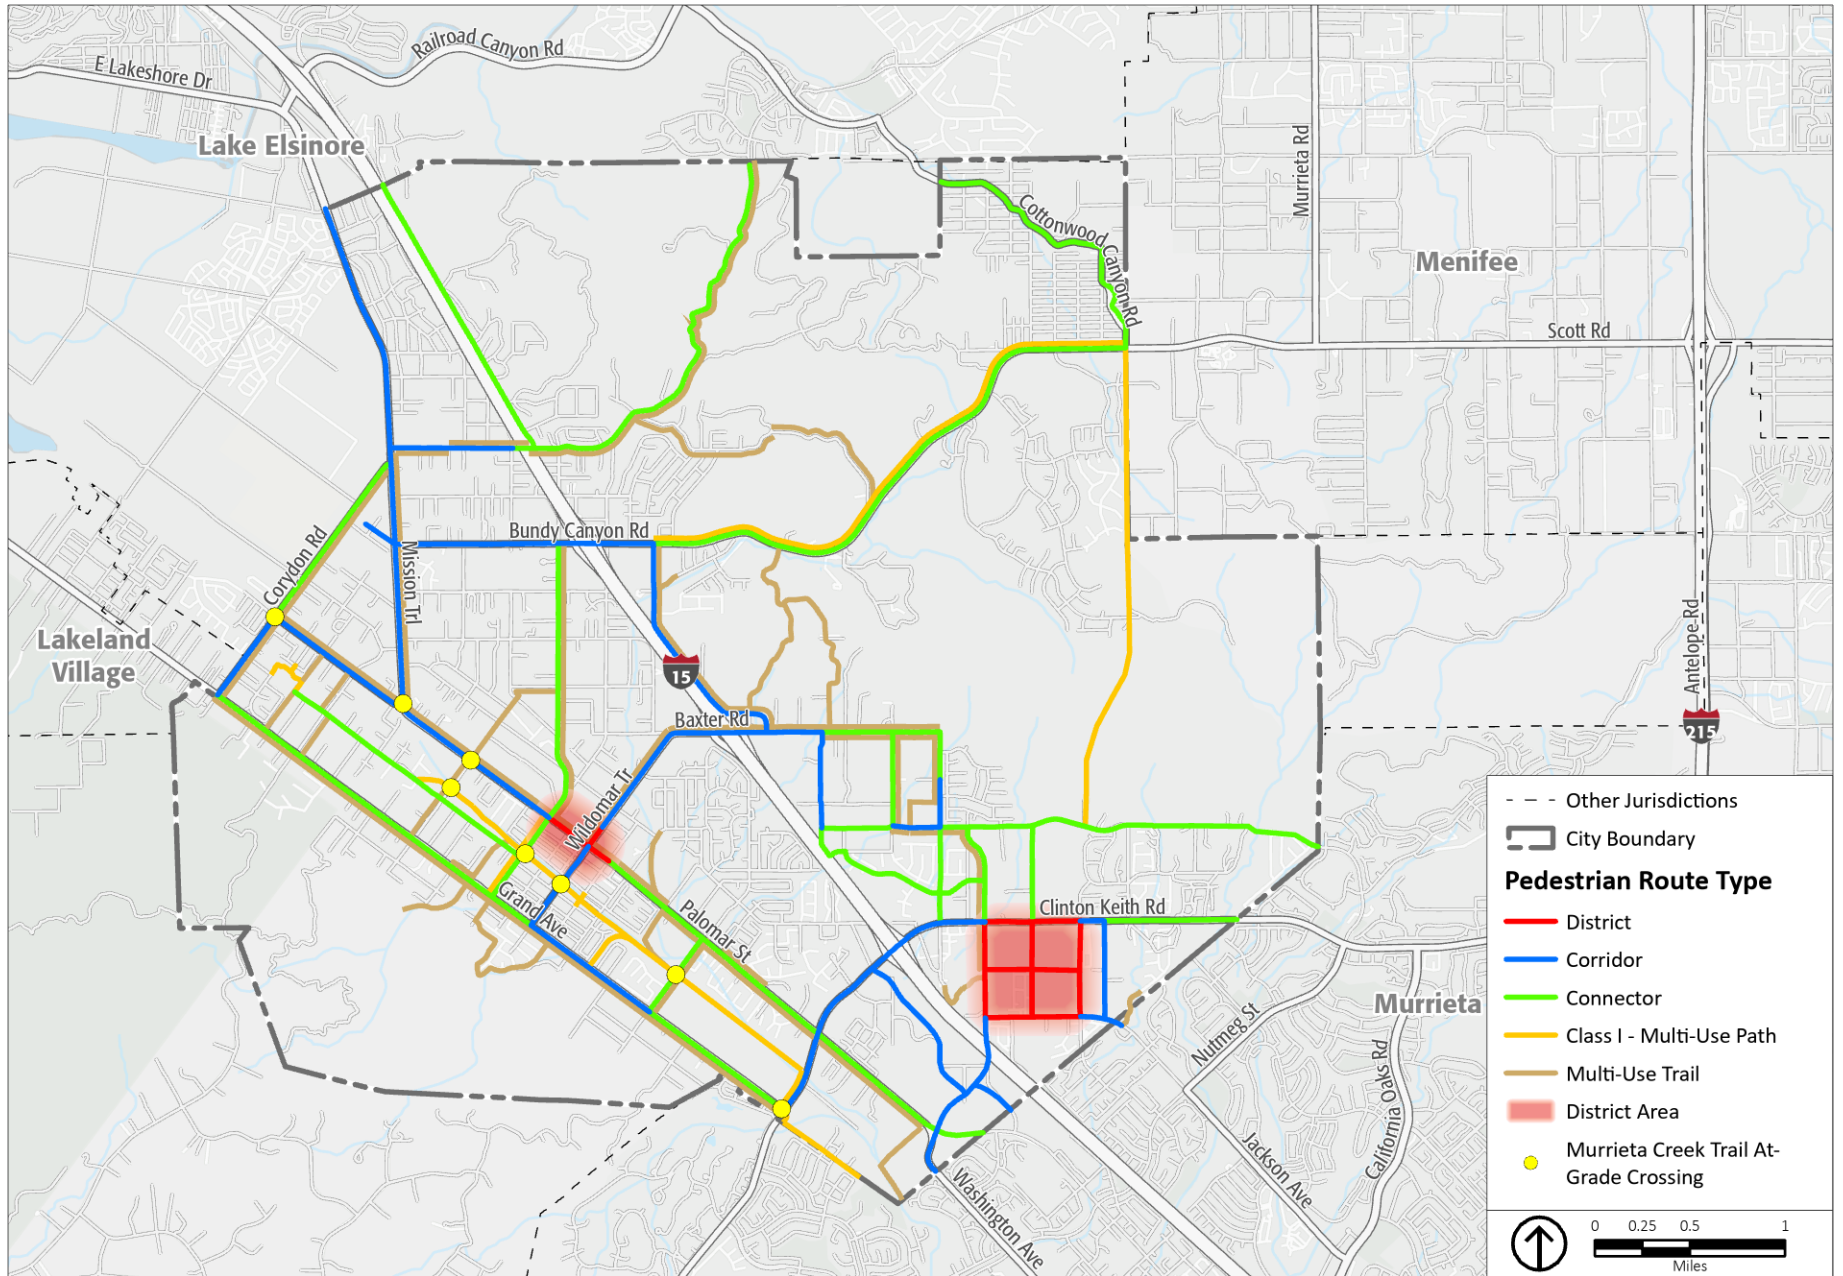 Railroad Canyon Rd
E Lakeshore Dr
Lake Elsinore
Murrieta Rd
Cottonwood
Canyon Rd
Menifee
Scott Rd
Bundy Canyon Rd
Corydon Rd
Mission Trl
Lakeland
Village
15
Antelope Rd
215
Baxter Rd
Wildomar Tr
Grand Ave
Palomar St
Clinton Keith Rd
Murrieta
Nutmeg St
California Oaks Rd
Jackson Ave
Washington Ave
Other Jurisdictions
City Boundary
Pedestrian Route Type
District
Corridor
Connector
Class I - Multi-Use Path
Multi-Use Trail
District Area
Murrieta Creek Trail At-
Grade Crossing
0 0.25 0.5 1
Miles